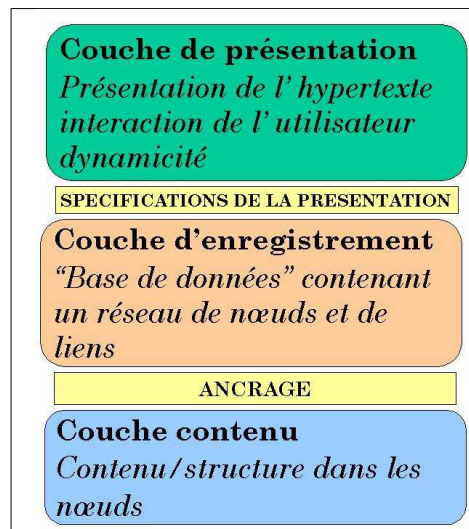 Couche de présentation
Présentation de l' hypertexte
interaction de l' utilisateur
dynamicité
SPECIFICATIONS DE LA PRESENTATION
Couche d'enregistrement
“Base de données” contenant
un réseau de nœuds et de
liens
ANCRAGE
Couche contenu
Contenu/structure dans les
nœuds